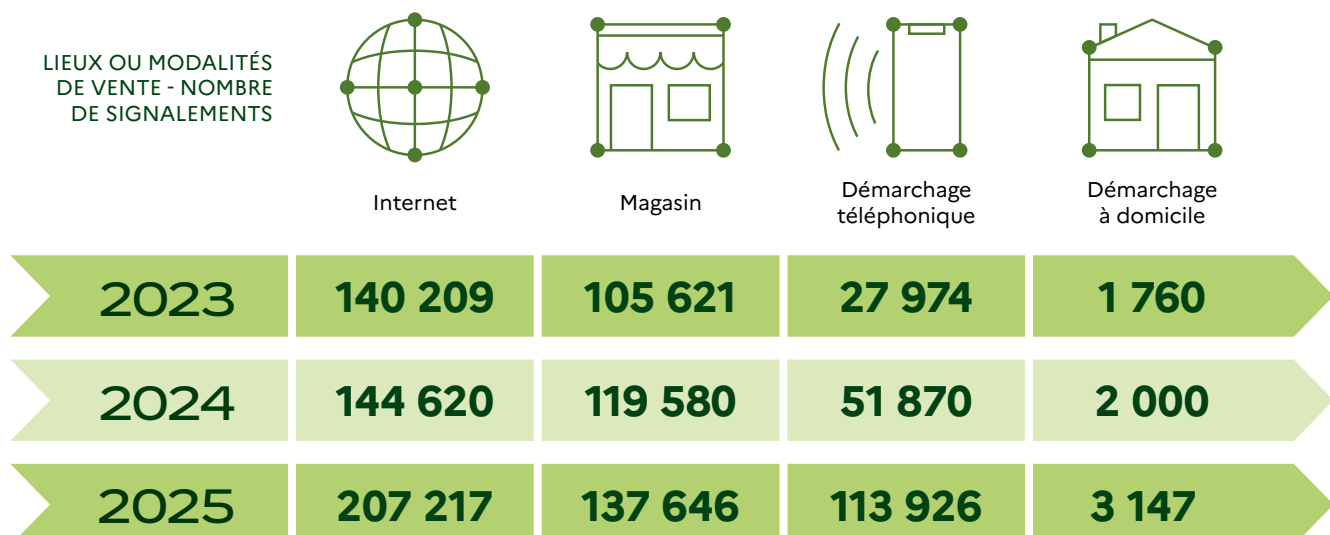 LIEUX OU MODALITÉS
DE VENTE - NOMBRE
DE SIGNALEMENTS
Internet
Magasin
Démarchage
téléphonique
Démarchage
à domicile
2023 140 209 105 621 27 974 1 760
2024 144 620 119 580 51 870 2 000
2025 207 217 137 646 113 926 3 147